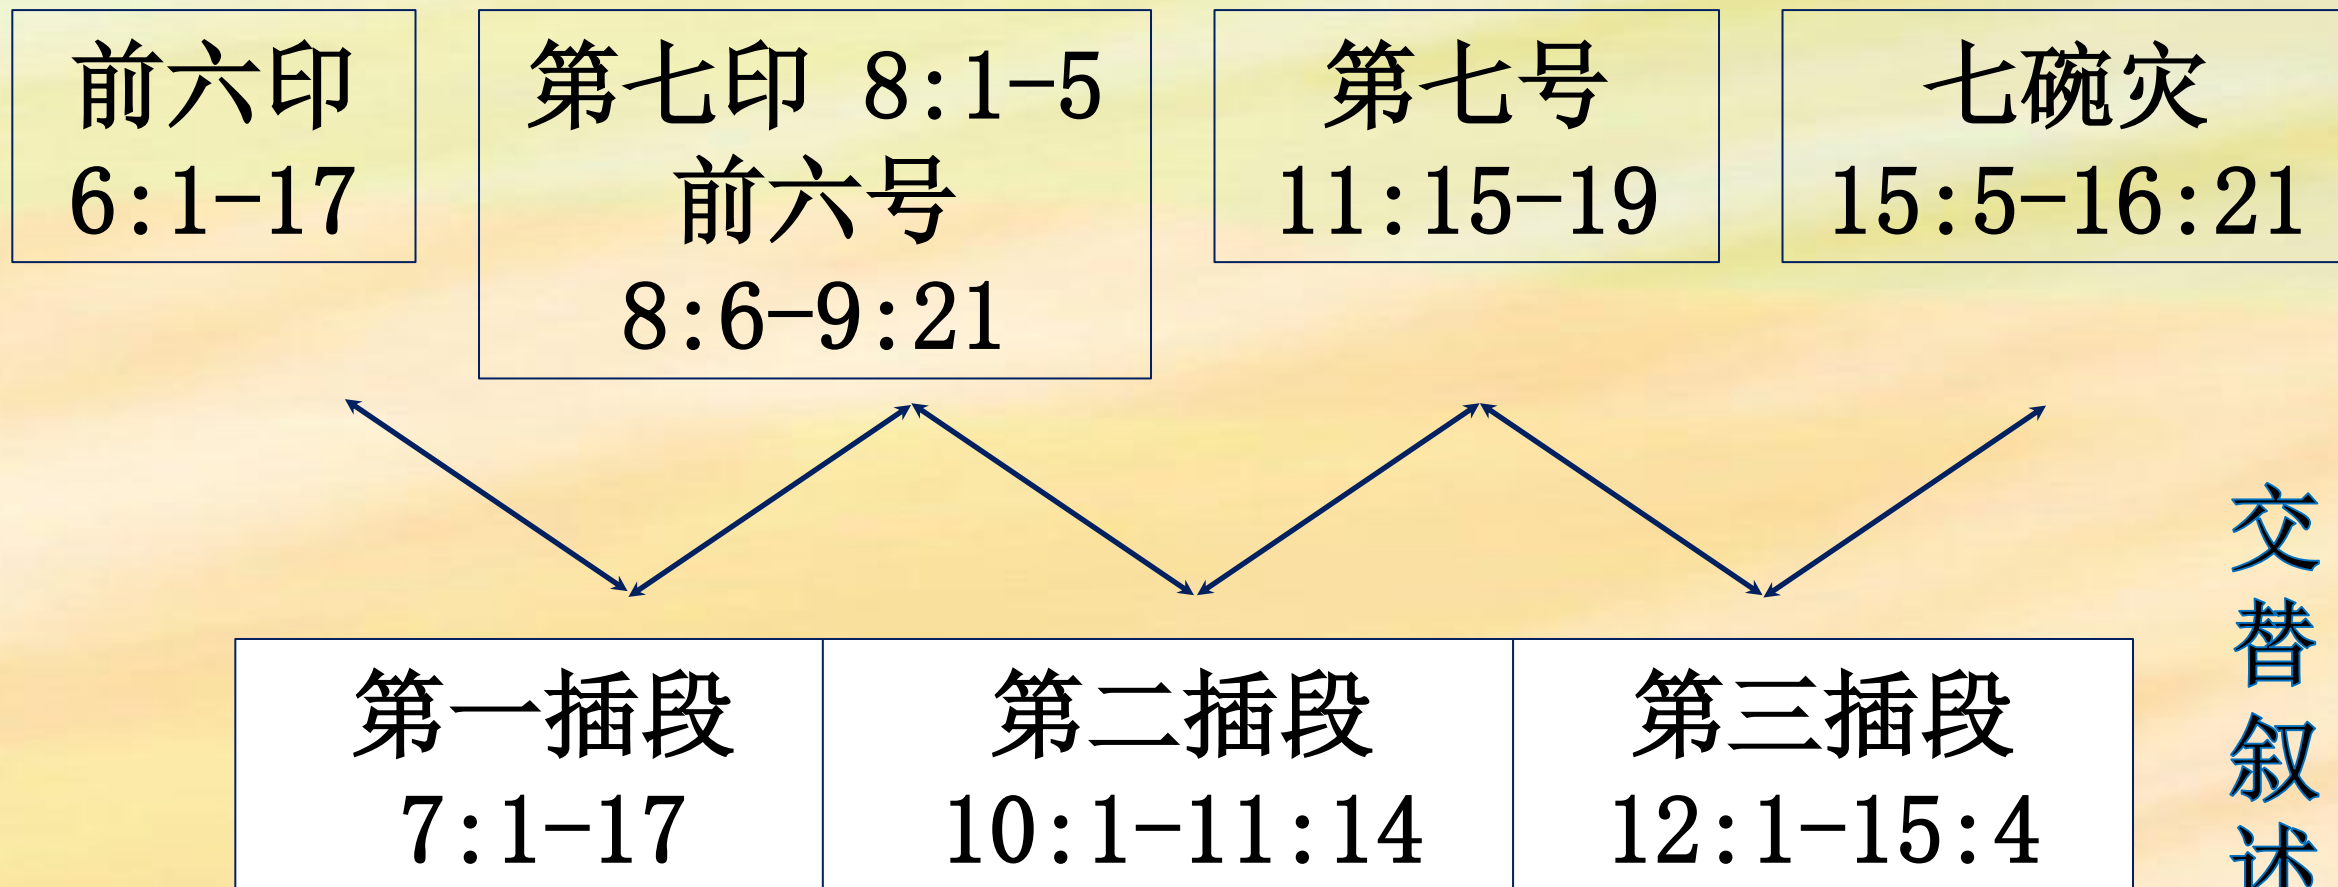 前六印
6:1-17
第七印 8:1-5
前六号
8:6-9:21
第七号
11:15-19
七碗灾
15:5-16:21
第一插段
7:1-17
第二插段
10:1-11:14
第三插段
12:1-15:4
交替叙述